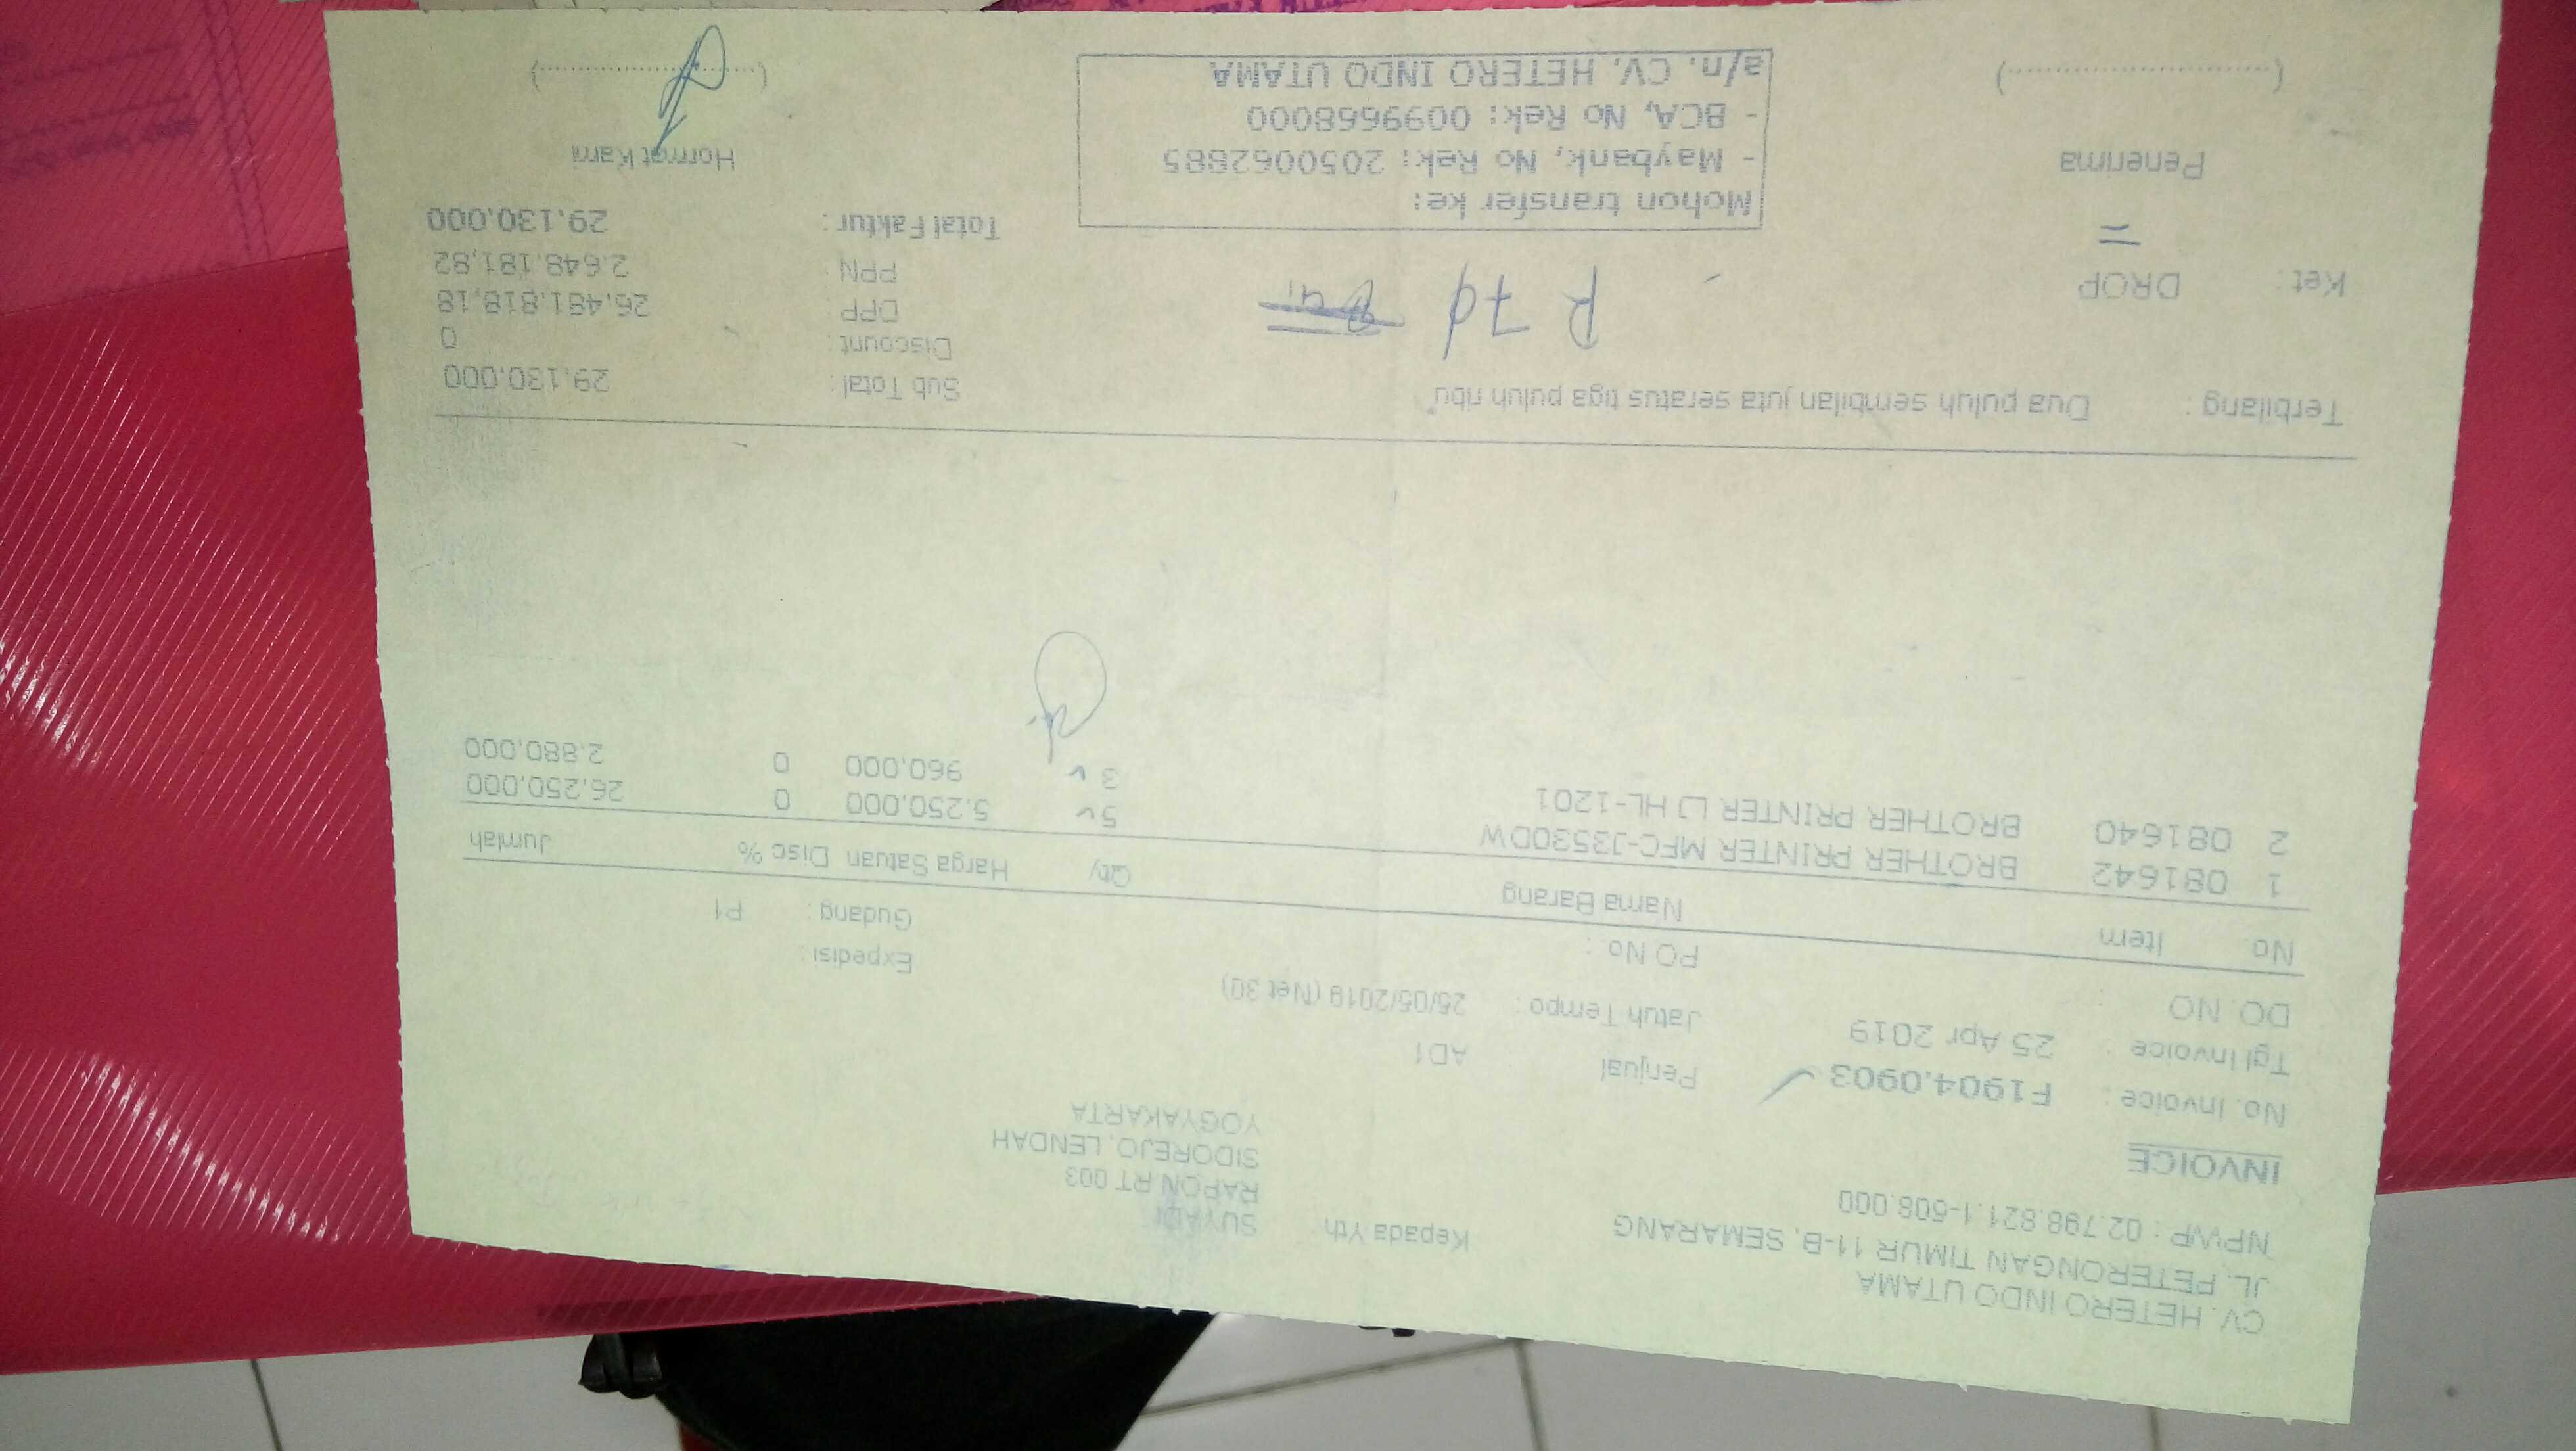 CV. HETERO INDO UTAMA
JL. PETERONGAN TIMUR 11-B, SEMARANG
NPWP : 02.798.821.1-508.000
Kepada Yth
SUYADI
RAPON RT 003
SIDOREJO, LENDAH
YOGYAKARTA
INVOICE
No. Invoice : F1904.0903
Penjual AD1
Tgl Invoice : 25 Apr 2019
Jatuh Tempo : 25/05/2019 (Net 30)
Expedisi :
DO. NO :
PO No :
Gudang : P1
No. Item Nama Barang Qty Harga Satuan Disc % Jumlah
1 081642 BROTHER PRINTER MFC-J3530DW 5 5.250.000 0 26.250.000
2 081640 BROTHER PRINTER LJ HL-1201 3 960.000 0 2.880.000
Terbilang : Dua puluh sembilan juta seratus tiga puluh ribu
Sub Total : 29.130.000
Discount : 0
DPP 26.481.818,18
PPN 2.648.181,82
Total Faktur : 29.130.000
Ket : DROP
R 7d
Penerima
Mohon transfer ke:
- Maybank, No Rek: 2050062885
- BCA, No Rek: 0099668000
a/n. CV. HETERO INDO UTAMA
Hormat Kami
(..............................)
(..............................)